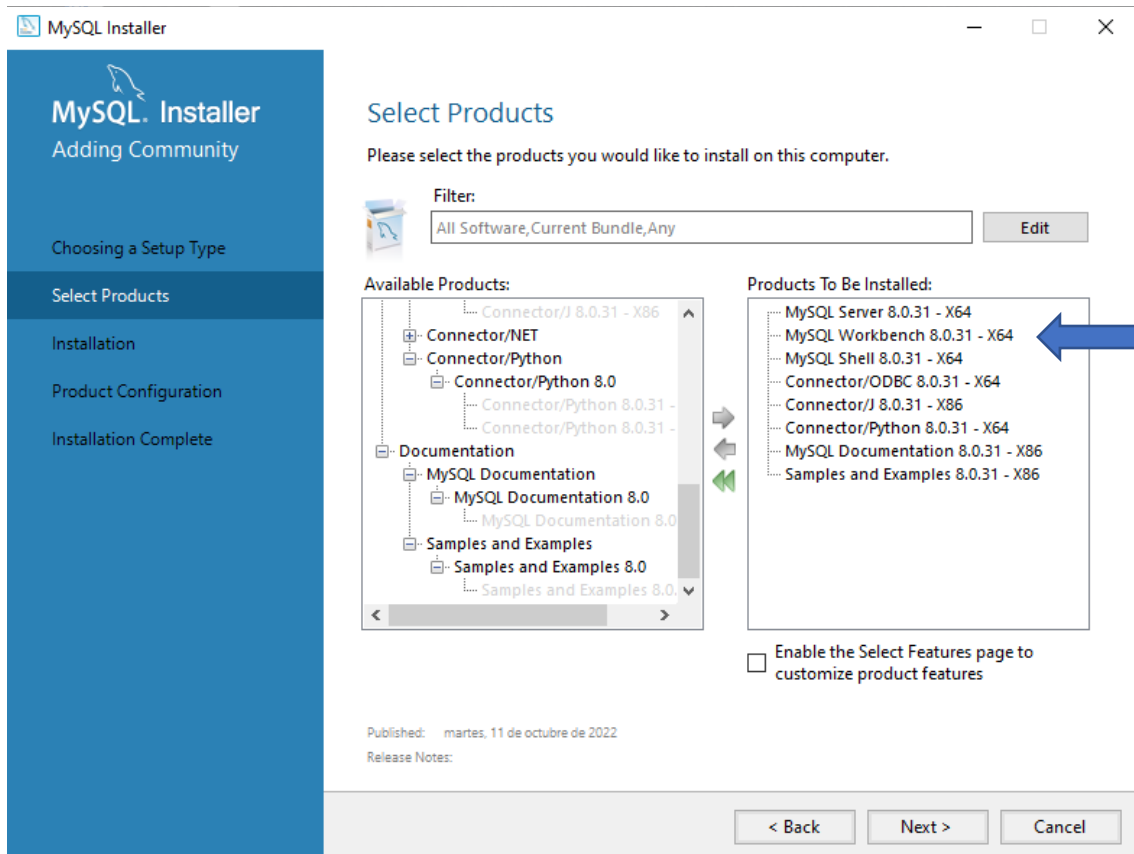 MySQL Installer
MySQL. Installer
Adding Community
Choosing a Setup Type
Select Products
Installation
Product Configuration
Installation Complete
Select Products
Please select the products you would like to install on this computer.
Filter:
All Software,Current Bundle,Any
Edit
Available Products:
Connector/J 8.0.31 - X86
Connector/NET
Connector/Python
Connector/Python 8.0
Connector/Python 8.0.31 -
Connector/Python 8.0.31 -
Documentation
MySQL Documentation
MySQL Documentation 8.0
MySQL Documentation 8.0
Samples and Examples
Samples and Examples 8.0
Samples and Examples 8.0.
Products To Be Installed:
MySQL Server 8.0.31 - X64
MySQL Workbench 8.0.31 - X64
MySQL Shell 8.0.31 - X64
Connector/ODBC 8.0.31 - X64
Connector/J 8.0.31 - X86
Connector/Python 8.0.31 - X64
MySQL Documentation 8.0.31 - X86
Samples and Examples 8.0.31 - X86
Enable the Select Features page to
customize product features
Published: martes, 11 de octubre de 2022
Release Notes:
< Back
Next >
Cancel